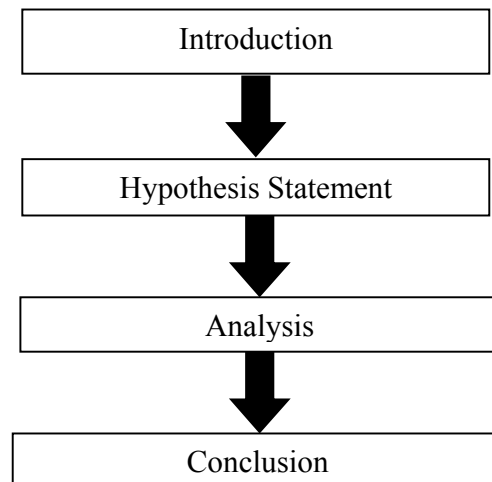 Introduction
Hypothesis Statement
Analysis
Conclusion